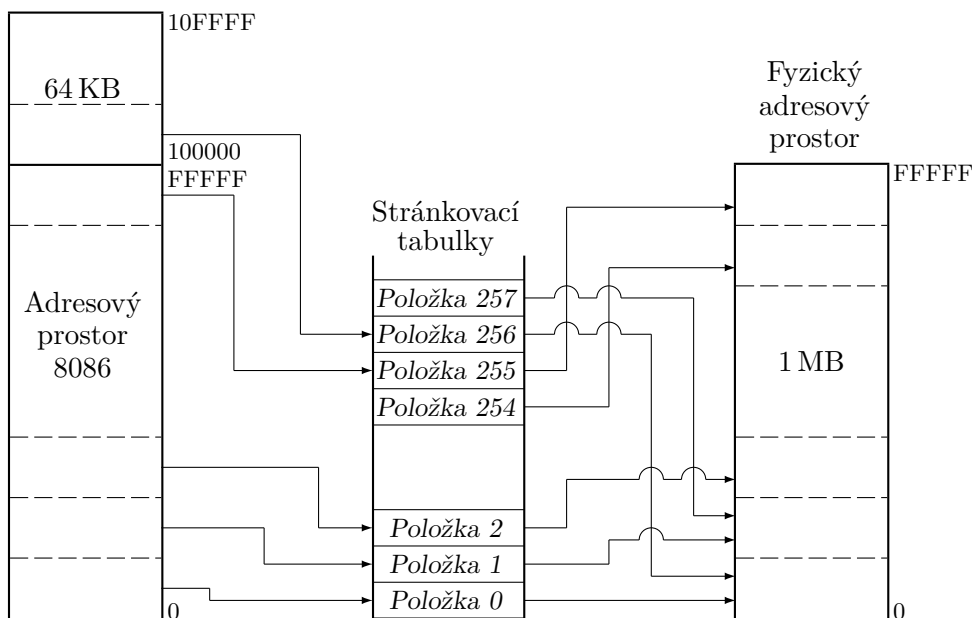 10FFFF
64 KB
100000
FFFFF
Adresový
prostor
8086
0
Stránkovací
tabulky
Položka 257
Položka 256
Položka 255
Položka 254
Položka 2
Položka 1
Položka 0
Fyzický
adresový
prostor
FFFFF
1 MB
0